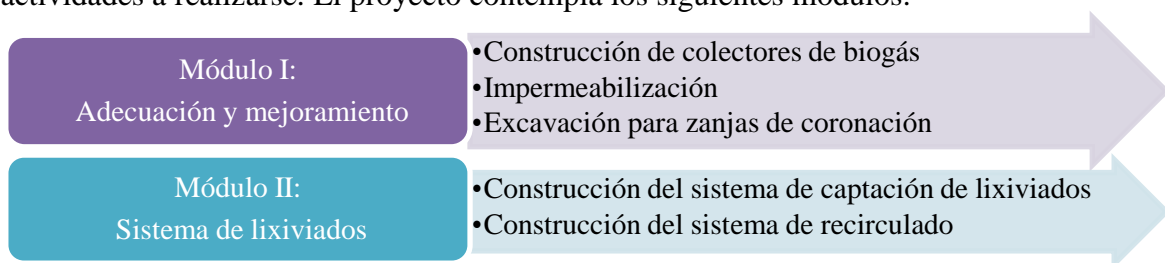 actividades a realizarse. El proyecto contempla los siguientes módulos:
Módulo I:
Adecuación y mejoramiento
•Construcción de colectores de biogás
•Impermeabilización
•Excavación para zanjas de coronación
Módulo II:
Sistema de lixiviados
•Construcción del sistema de captación de lixiviados
•Construcción del sistema de recirculado